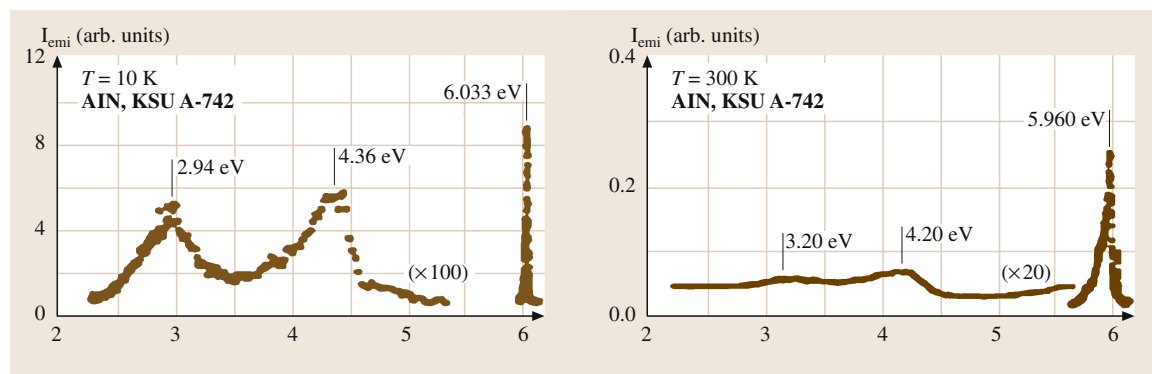 I_emi (arb. units)
12
T = 10 K
AIN, KSU A-742
6.033 eV
8
2.94 eV
4.36 eV
4
(×100)
0
2 3 4 5 6
I_emi (arb. units)
0.4
T = 300 K
AIN, KSU A-742
5.960 eV
0.2
3.20 eV
4.20 eV
(×20)
0.0
2 3 4 5 6